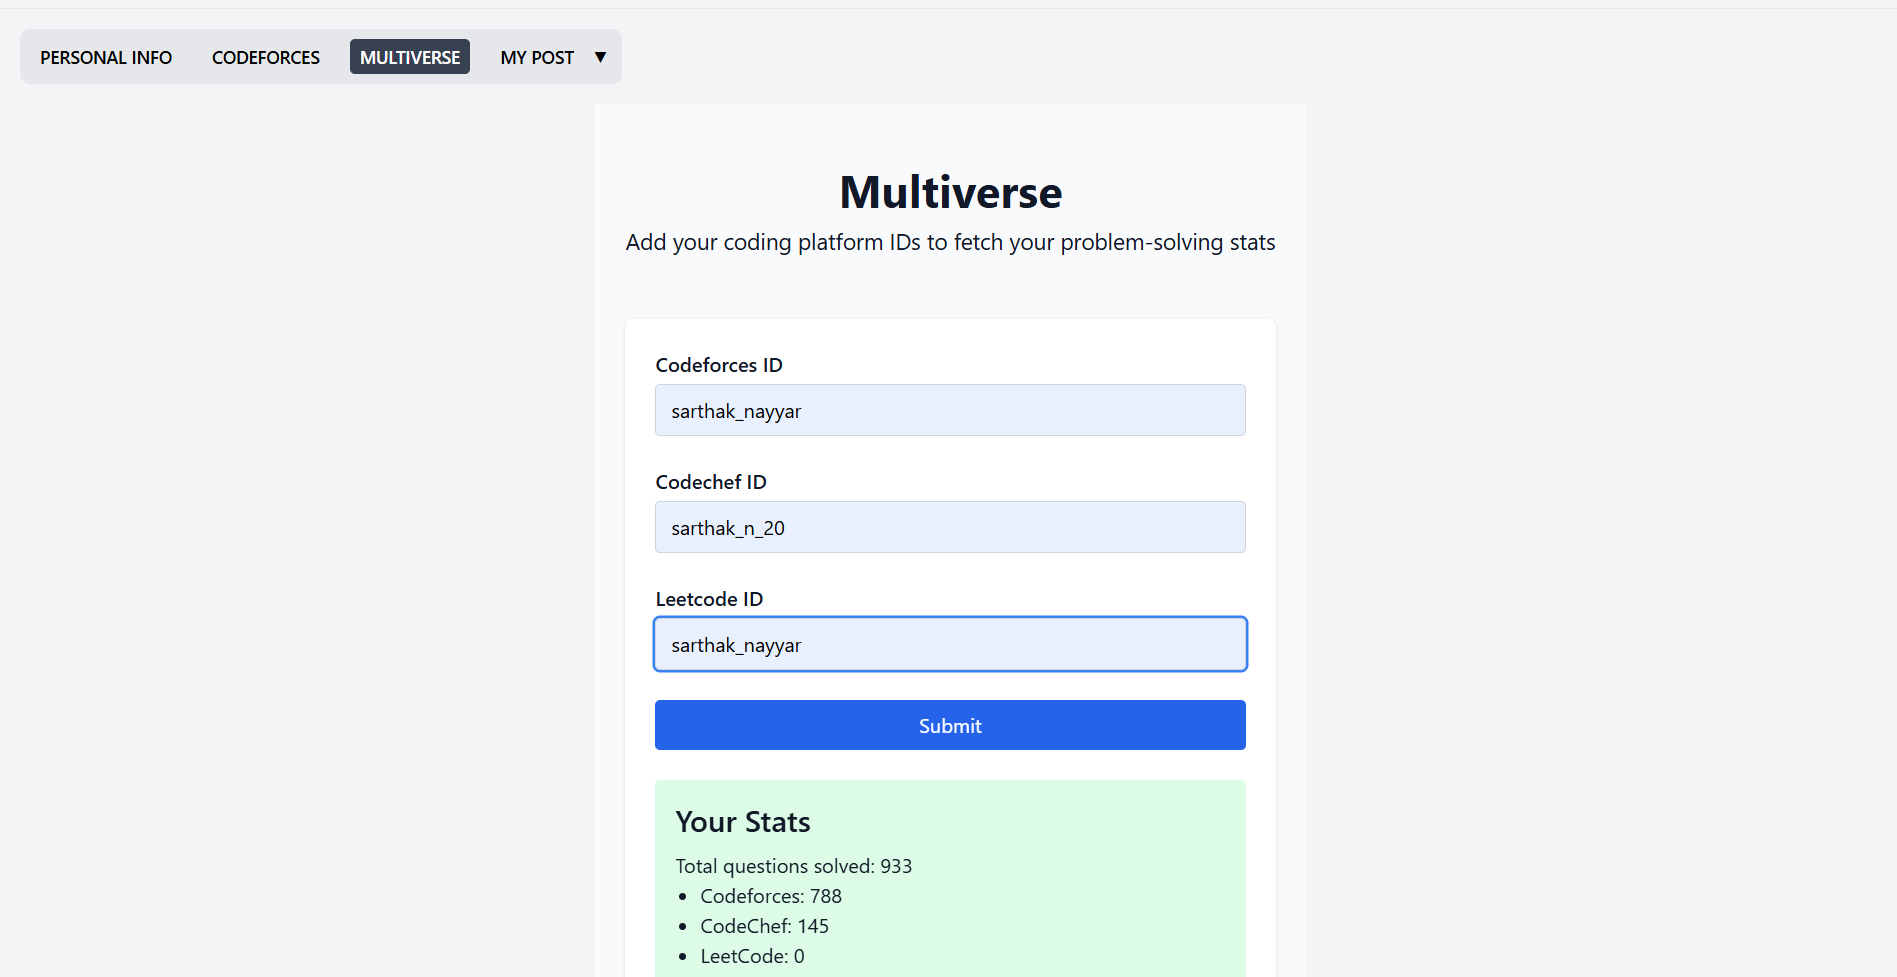 PERSONAL INFO CODEFORCES MULTIVERSE MY POST ▼
Multiverse
Add your coding platform IDs to fetch your problem-solving stats
Codeforces ID
sarthak_nayyar
Codechef ID
sarthak_n_20
Leetcode ID
sarthak_nayyar
Submit
Your Stats
Total questions solved: 933
• Codeforces: 788
• CodeChef: 145
• LeetCode: 0